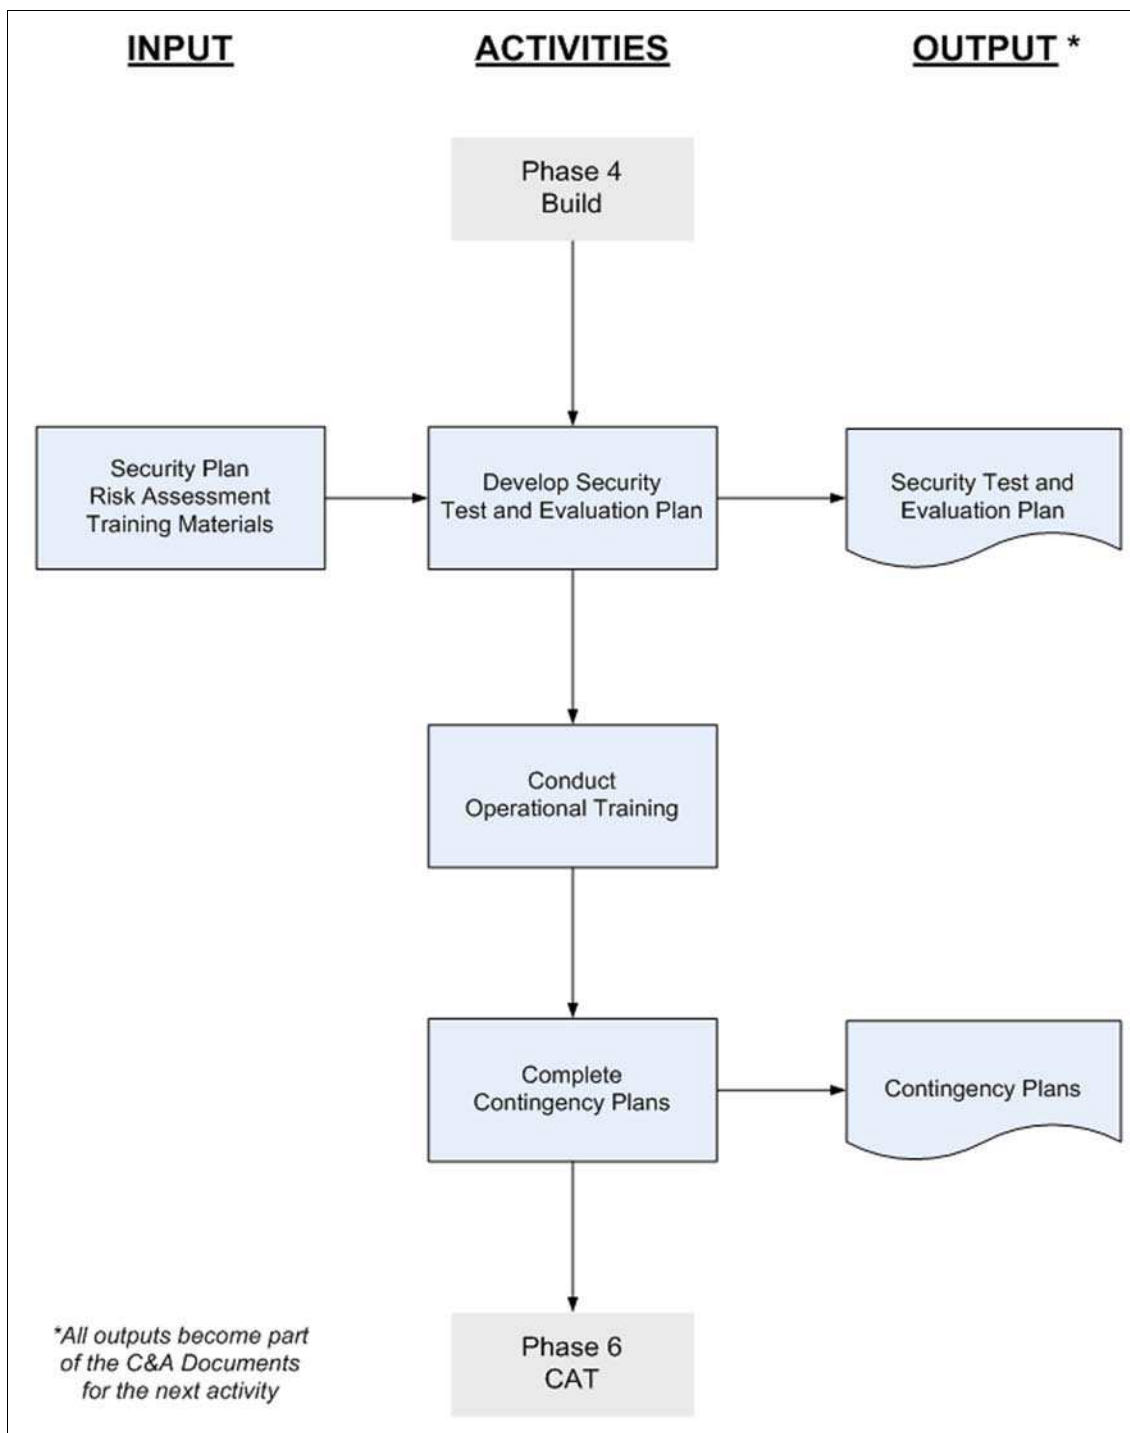 INPUT
ACTIVITIES
OUTPUT *
Phase 4
Build
Security Plan
Risk Assessment
Training Materials
Develop Security
Test and Evaluation Plan
Security Test and
Evaluation Plan
Conduct
Operational Training
Complete
Contingency Plans
Contingency Plans
*All outputs become part
of the C&A Documents
for the next activity
Phase 6
CAT